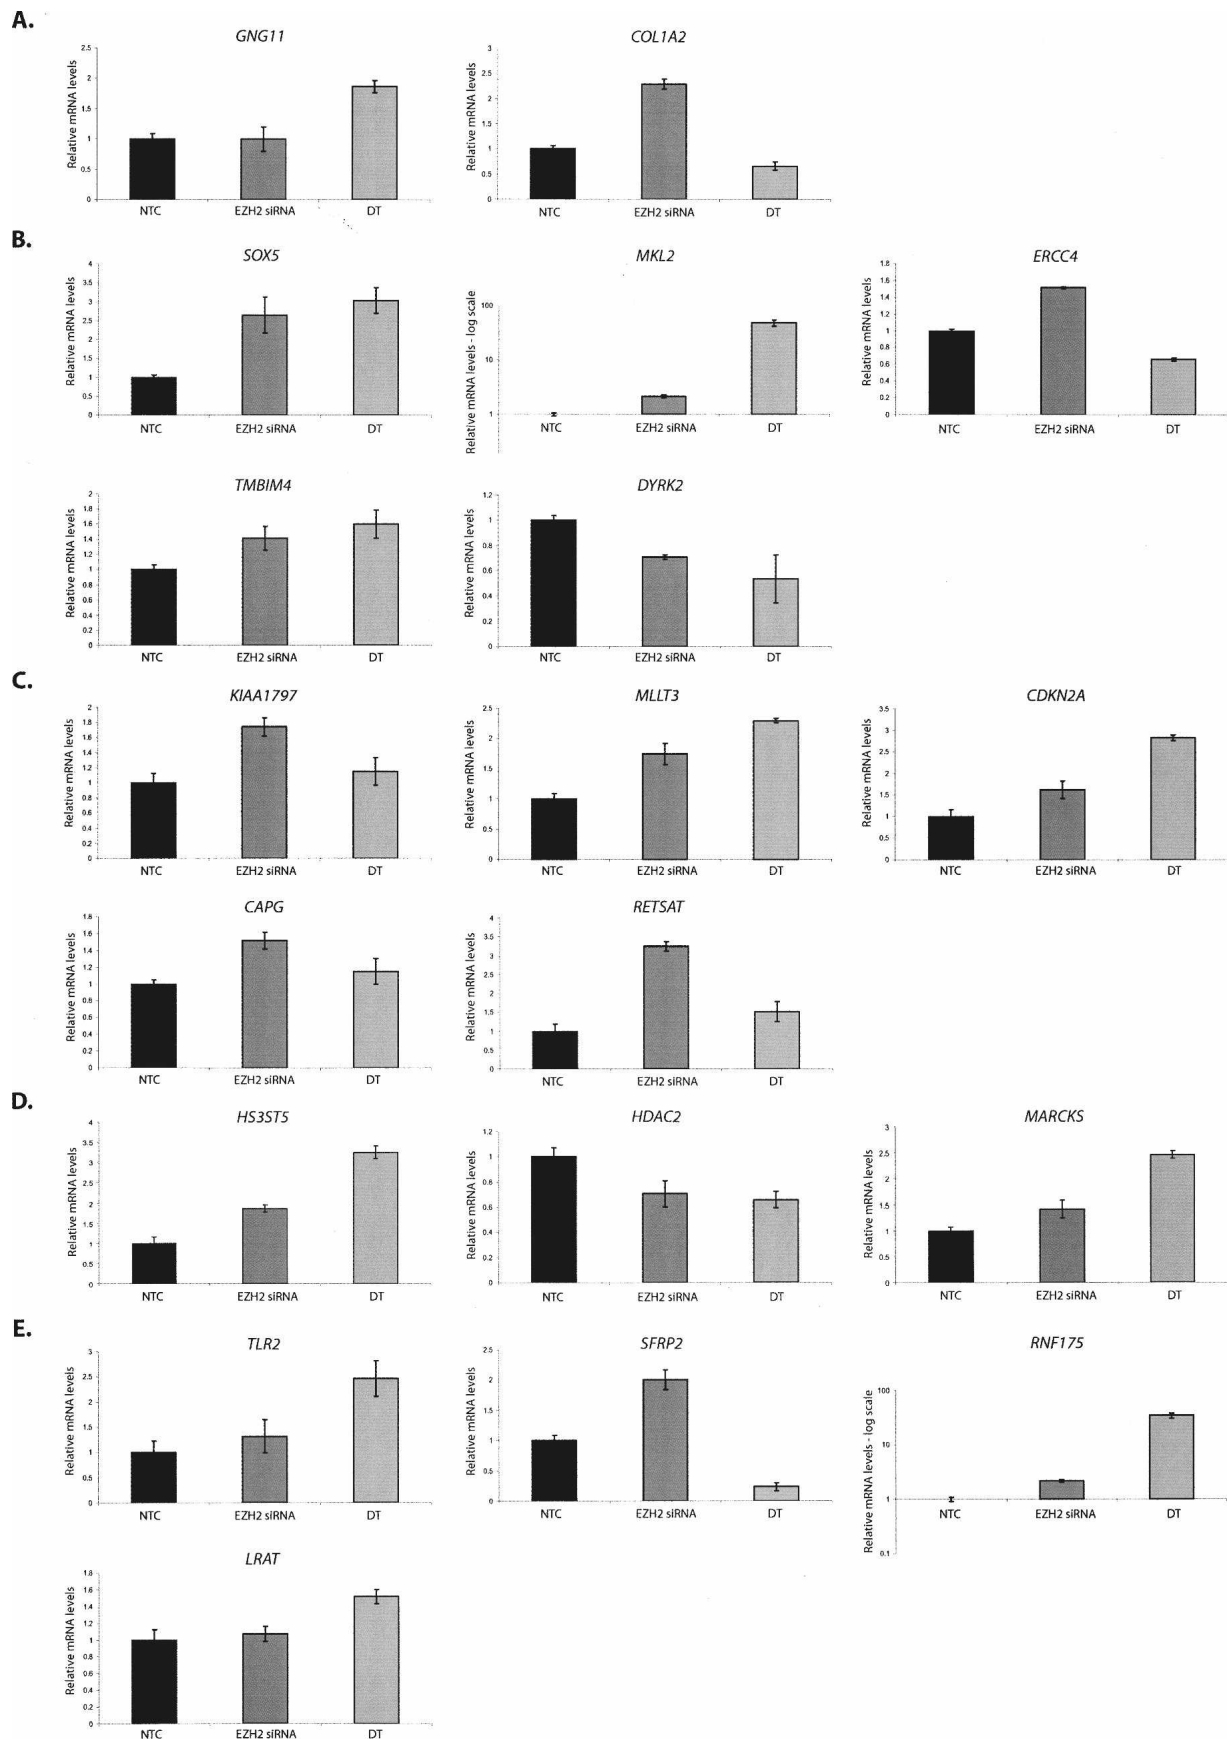 A.
GNG11
Relative mRNA levels
2.5
2
1.5
1
0.5
0
NTC EZH2 siRNA DT
COL1A2
Relative mRNA levels
3
2.5
2
1.5
1
0.5
0
NTC EZH2 siRNA DT
B.
SOX5
Relative mRNA levels
4
3.5
3
2.5
2
1.5
1
0.5
0
NTC EZH2 siRNA DT
MKL2
Relative mRNA levels - log scale
100
10
1
NTC EZH2 siRNA DT
ERCC4
Relative mRNA levels
1.8
1.6
1.4
1.2
1
0.8
0.6
0.4
0.2
0
NTC EZH2 siRNA DT
TMBIM4
Relative mRNA levels
2
1.8
1.6
1.4
1.2
1
0.8
0.6
0.4
0.2
0
NTC EZH2 siRNA DT
DYRK2
Relative mRNA levels
1.2
1
0.8
0.6
0.4
0.2
0
NTC EZH2 siRNA DT
C.
KIAA1797
Relative mRNA levels
2
1.8
1.6
1.4
1.2
1
0.8
0.6
0.4
0.2
0
NTC EZH2 siRNA DT
MLLT3
Relative mRNA levels
2.5
2
1.5
1
0.5
0
NTC EZH2 siRNA DT
CDKN2A
Relative mRNA levels
3.5
3
2.5
2
1.5
1
0.5
0
NTC EZH2 siRNA DT
CAPG
Relative mRNA levels
1.8
1.6
1.4
1.2
1
0.8
0.6
0.4
0.2
0
NTC EZH2 siRNA DT
RETSAT
Relative mRNA levels
4
3.5
3
2.5
2
1.5
1
0.5
0
NTC EZH2 siRNA DT
D.
HS3ST5
Relative mRNA levels
4
3.5
3
2.5
2
1.5
1
0.5
0
NTC EZH2 siRNA DT
HDAC2
Relative mRNA levels
1.2
1
0.8
0.6
0.4
0.2
0
NTC EZH2 siRNA DT
MARCKS
Relative mRNA levels
3
2.5
2
1.5
1
0.5
0
NTC EZH2 siRNA DT
E.
TLR2
Relative mRNA levels
3
2.5
2
1.5
1
0.5
0
NTC EZH2 siRNA DT
SFRP2
Relative mRNA levels
2.5
2
1.5
1
0.5
0
NTC EZH2 siRNA DT
RNF175
Relative mRNA levels - log scale
100
10
1
0.1
NTC EZH2 siRNA DT
LRAT
Relative mRNA levels
1.8
1.6
1.4
1.2
1
0.8
0.6
0.4
0.2
0
NTC EZH2 siRNA DT